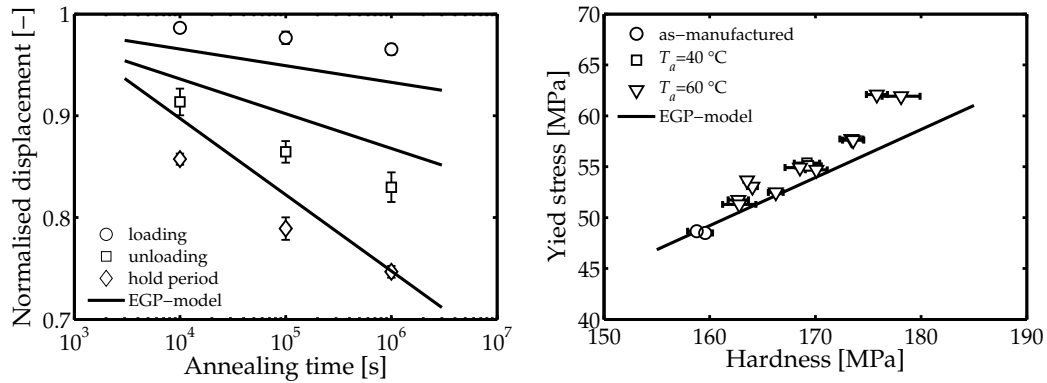 Normalised displacement [−]
1
0.9
0.8
0.7
10^3
10^4
10^5
10^6
10^7
Annealing time [s]
loading
unloading
hold period
EGP−model
Yied stress [MPa]
70
65
60
55
50
45
40
150
160
170
180
190
Hardness [MPa]
as−manufactured
T_a=40 °C
T_a=60 °C
EGP−model